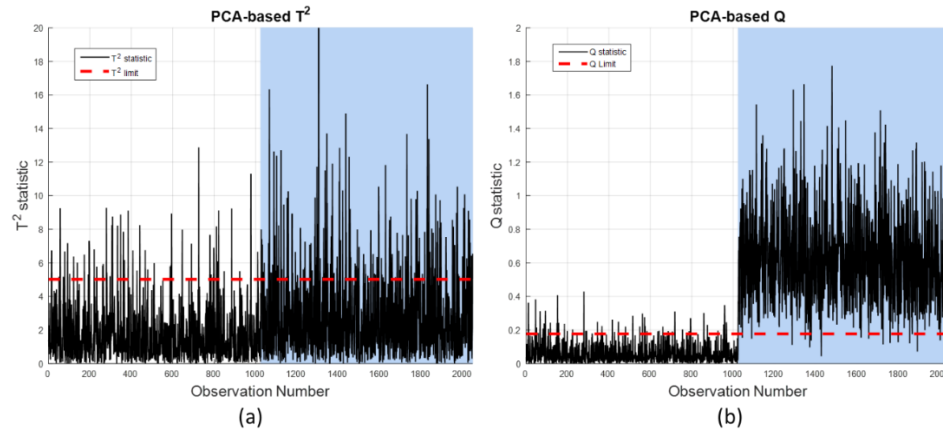 PCA-based T²
T² statistic
20
18
16
14
12
10
8
6
4
2
0
T² statistic
T² limit
0 200 400 600 800 1000 1200 1400 1600 1800 2000
Observation Number
(a)
PCA-based Q
Q statistic
2
1.8
1.6
1.4
1.2
1
0.8
0.6
0.4
0.2
0
Q statistic
Q Limit
0 200 400 600 800 1000 1200 1400 1600 1800 2000
Observation Number
(b)